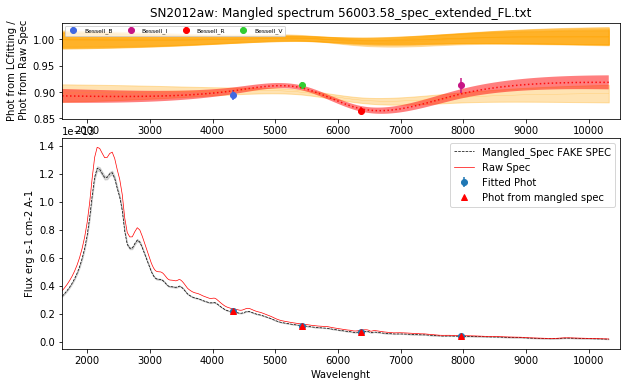 SN2012aw: Mangled spectrum 56003.58_spec_extended_FL.txt
Bessell_B Bessell_I Bessell_R Bessell_V
Phot from LCfitting /
Phot from Raw Spec
1.00
0.95
0.90
0.85
2000 3000 4000 5000 6000 7000 8000 9000 10000
1e-13
Mangled_Spec FAKE SPEC
Raw Spec
Fitted Phot
Phot from mangled spec
Flux erg s-1 cm-2 A-1
1.4
1.2
1.0
0.8
0.6
0.4
0.2
0.0
2000 3000 4000 5000 6000 7000 8000 9000 10000
Wavelenght